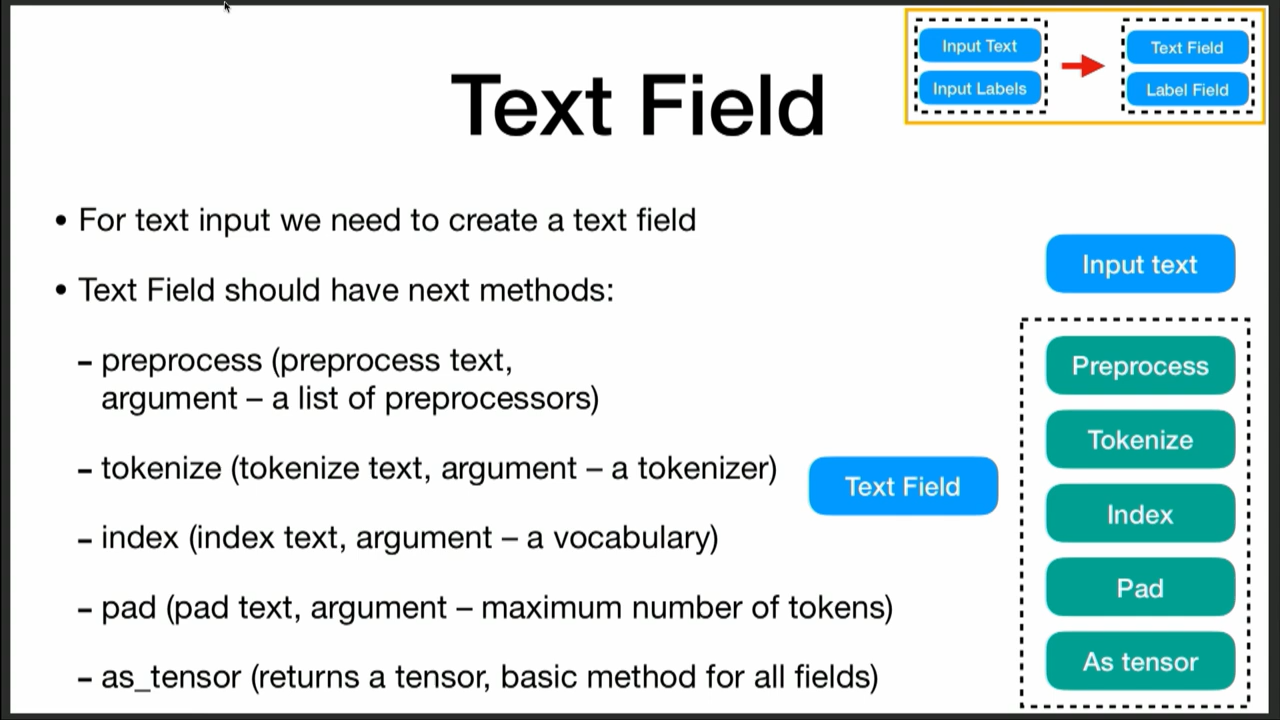 Input Text
Text Field
Input Labels
Label Field
Text Field
• For text input we need to create a text field
• Text Field should have next methods:
– preprocess (preprocess text,
argument – a list of preprocessors)
– tokenize (tokenize text, argument – a tokenizer)
– index (index text, argument – a vocabulary)
– pad (pad text, argument – maximum number of tokens)
– as_tensor (returns a tensor, basic method for all fields)
Text Field
Input text
Preprocess
Tokenize
Index
Pad
As tensor